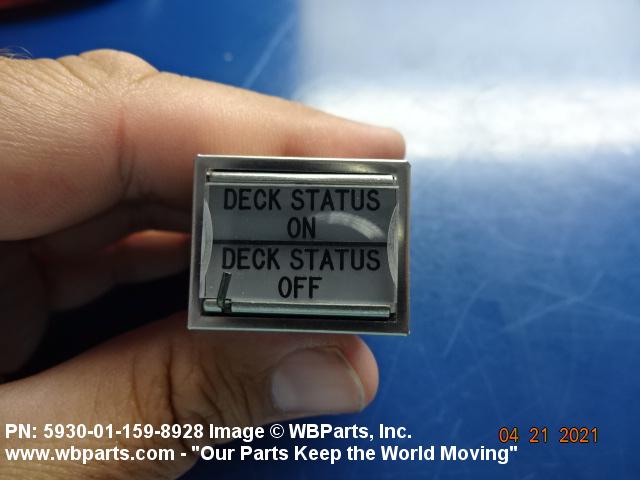 DECK STATUS
ON
DECK STATUS
OFF
PN: 5930-01-159-8928 Image © WBParts, Inc.
04 21 2021
www.wbparts.com - "Our Parts Keep the World Moving"